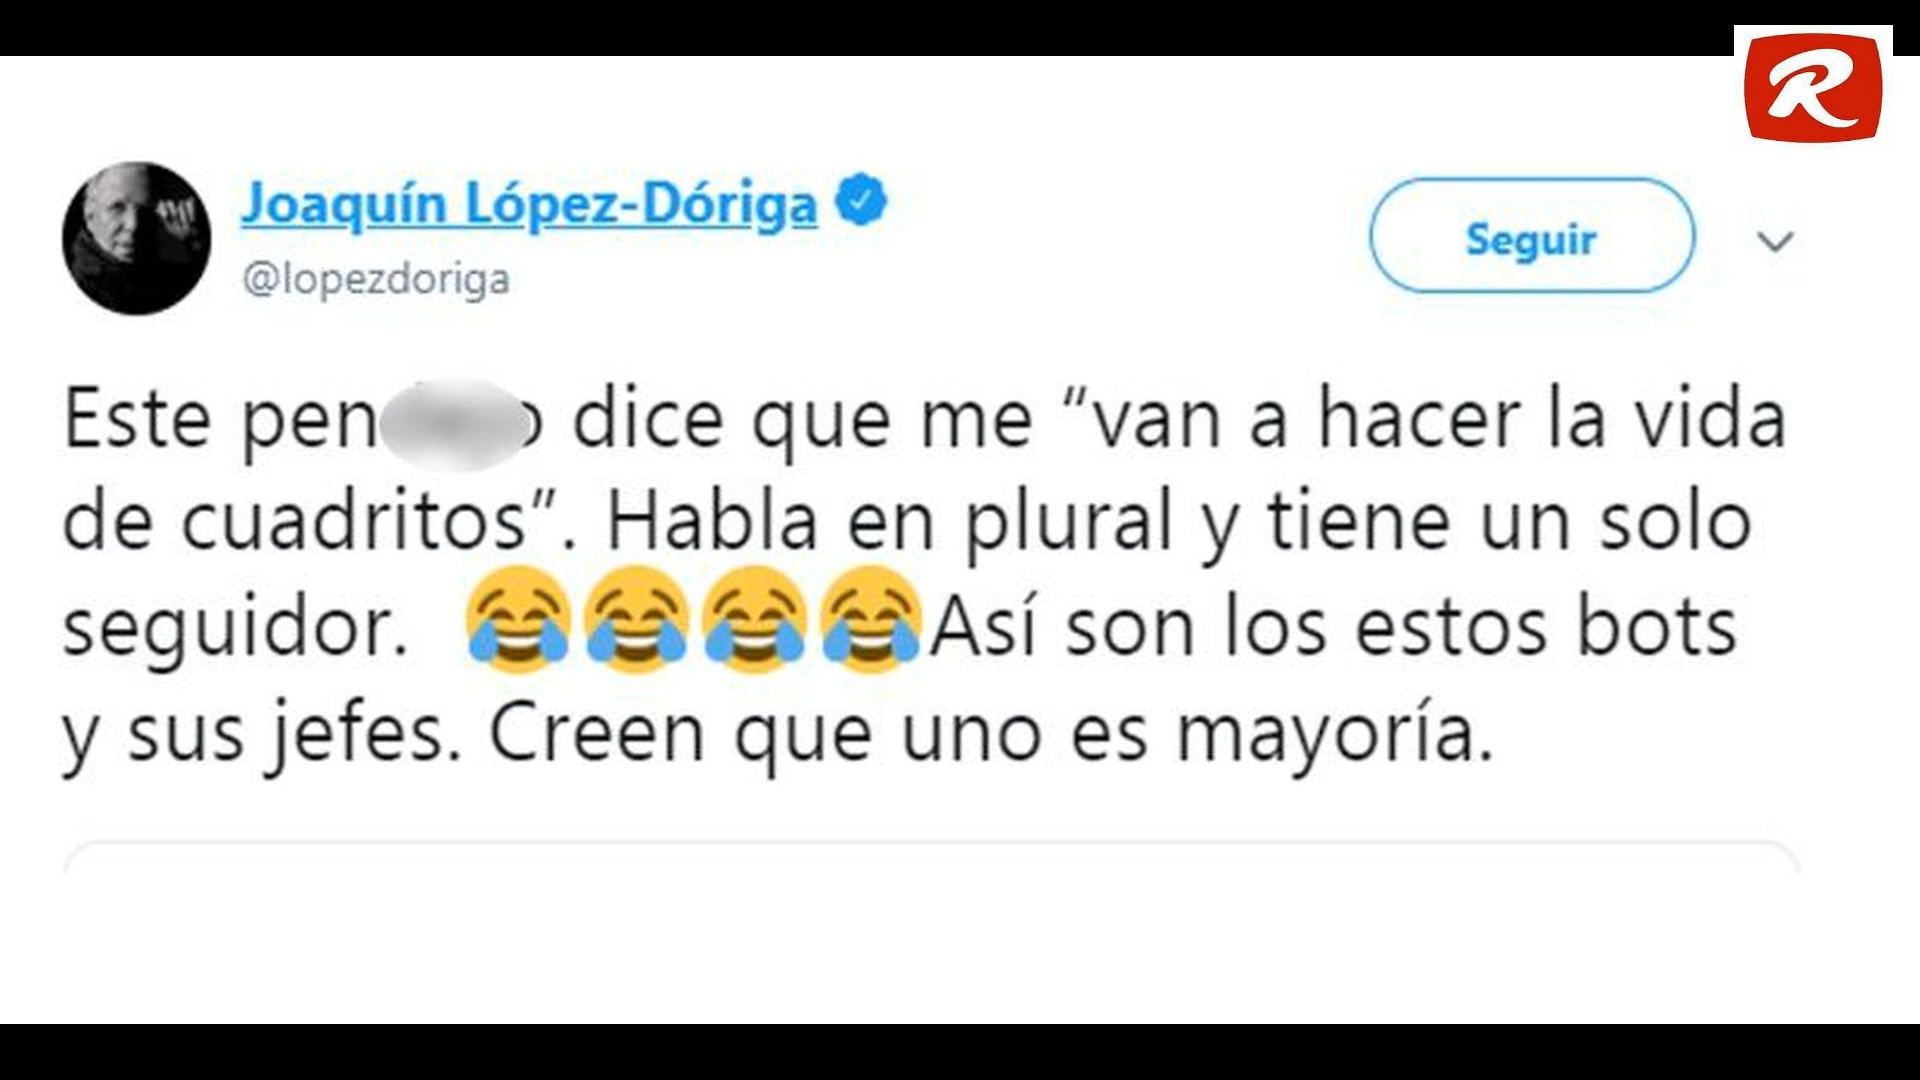 R
Joaquín López-Dóriga
@lopezdoriga
Seguir
Este pen o dice que me “van a hacer la vida
de cuadritos”. Habla en plural y tiene un solo
seguidor. 😂😂😂😂Así son los estos bots
y sus jefes. Creen que uno es mayoría.